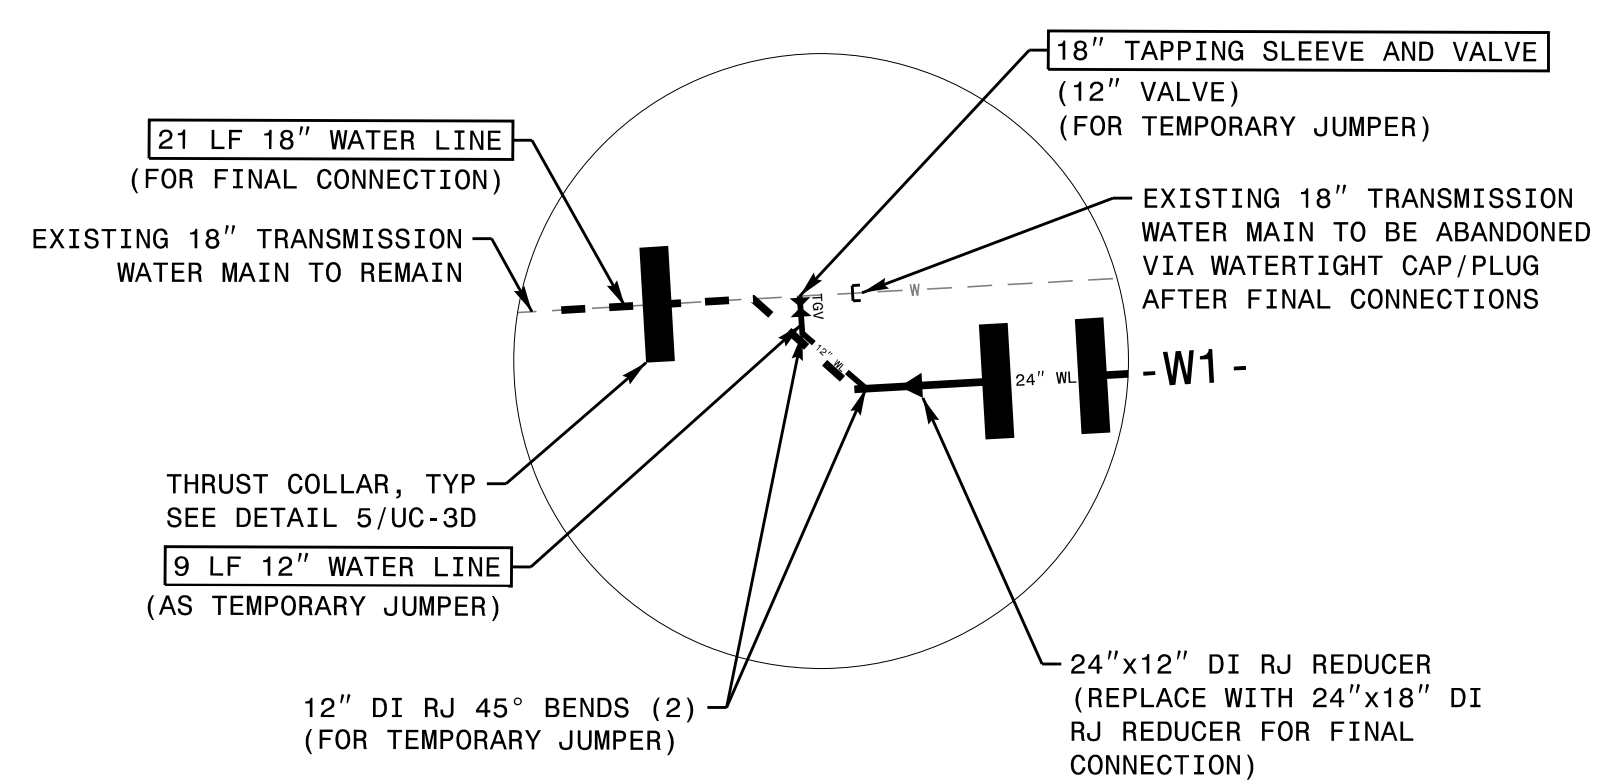 18" TAPPING SLEEVE AND VALVE
(12" VALVE)
(FOR TEMPORARY JUMPER)
21 LF 18" WATER LINE
(FOR FINAL CONNECTION)
EXISTING 18" TRANSMISSION
WATER MAIN TO REMAIN
EXISTING 18" TRANSMISSION
WATER MAIN TO BE ABANDONED
VIA WATERTIGHT CAP/PLUG
AFTER FINAL CONNECTIONS
W
TGV
12" WL
24" WL
-W1-
THRUST COLLAR, TYP
SEE DETAIL 5/UC-3D
9 LF 12" WATER LINE
(AS TEMPORARY JUMPER)
12" DI RJ 45° BENDS (2)
(FOR TEMPORARY JUMPER)
24"x12" DI RJ REDUCER
(REPLACE WITH 24"x18" DI
RJ REDUCER FOR FINAL
CONNECTION)